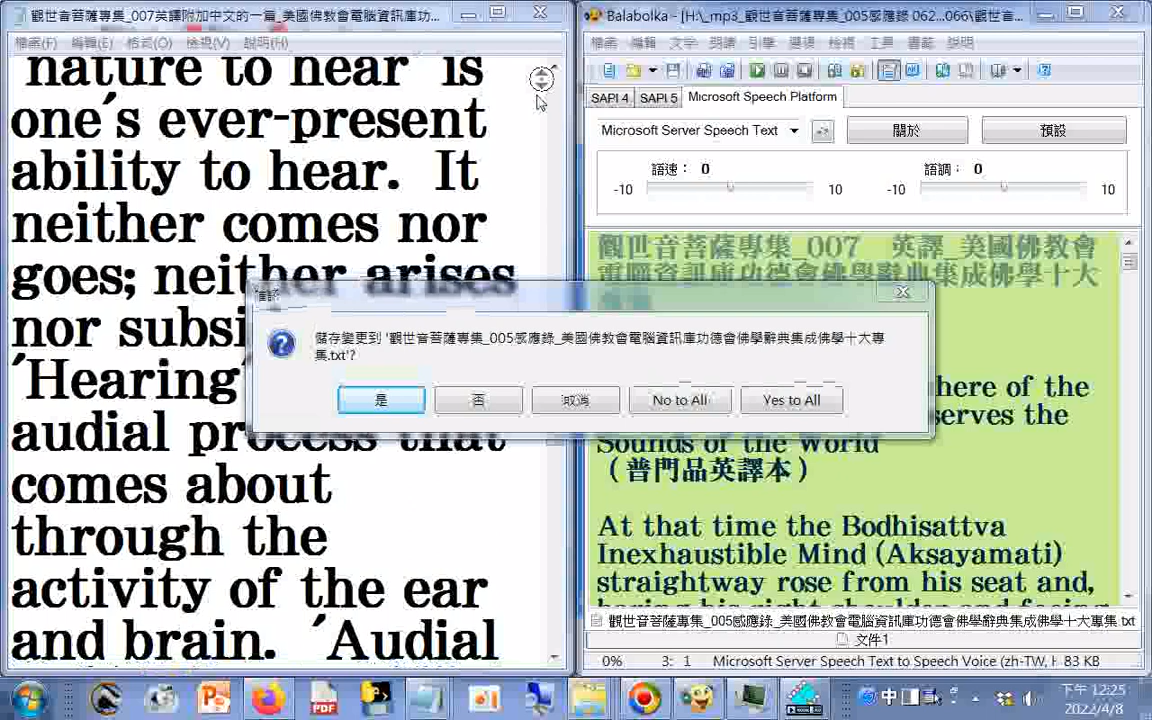 觀世音菩薩專集_007英譯附加中文的一篇_美國佛教會電腦資訊庫功...
檔案(F) 編輯(E) 格式(O) 檢視(V) 說明(H)
nature to hear' is
one's ever-present
ability to hear.  It
neither comes nor
goes; neither arises
nor subsi
'Hearing'
audial process that
comes about
through the
activity of the ear
and brain.  'Audial
Balabolka - [H:\_mp3_觀世音菩薩專集_005感應錄 062...066\觀世音...
檔案 編輯 文字 朗讀 引擎 選項 檢視 工具 書籤 說明
SAPI 4 SAPI 5 Microsoft Speech Platform
Microsoft Server Speech Text 關於 預設
語速： 0 語調： 0
-10 10 -10 10
觀世音菩薩專集_007　英譯_美國佛教會
電腦資訊庫功德會佛學辭典集成佛學十大
here of the
serves the
Sounds of the World
（普門品英譯本）
At that time the Bodhisattva
Inexhaustible Mind (Aksayamati)
straightway rose from his seat and,
baring his right shoulder and facing
觀世音菩薩專集_005感應錄_美國佛教會電腦資訊庫功德會佛學辭典集成佛學十大專集.txt
文件1
0% 3: 1 Microsoft Server Speech Text to Speech Voice (zh-TW, H 83 KB
確認
儲存變更到 '觀世音菩薩專集_005感應錄_美國佛教會電腦資訊庫功德會佛學辭典集成佛學十大專
集.txt'?
是 否 取消 No to All Yes to All
中
下午 12:25
2022/4/8